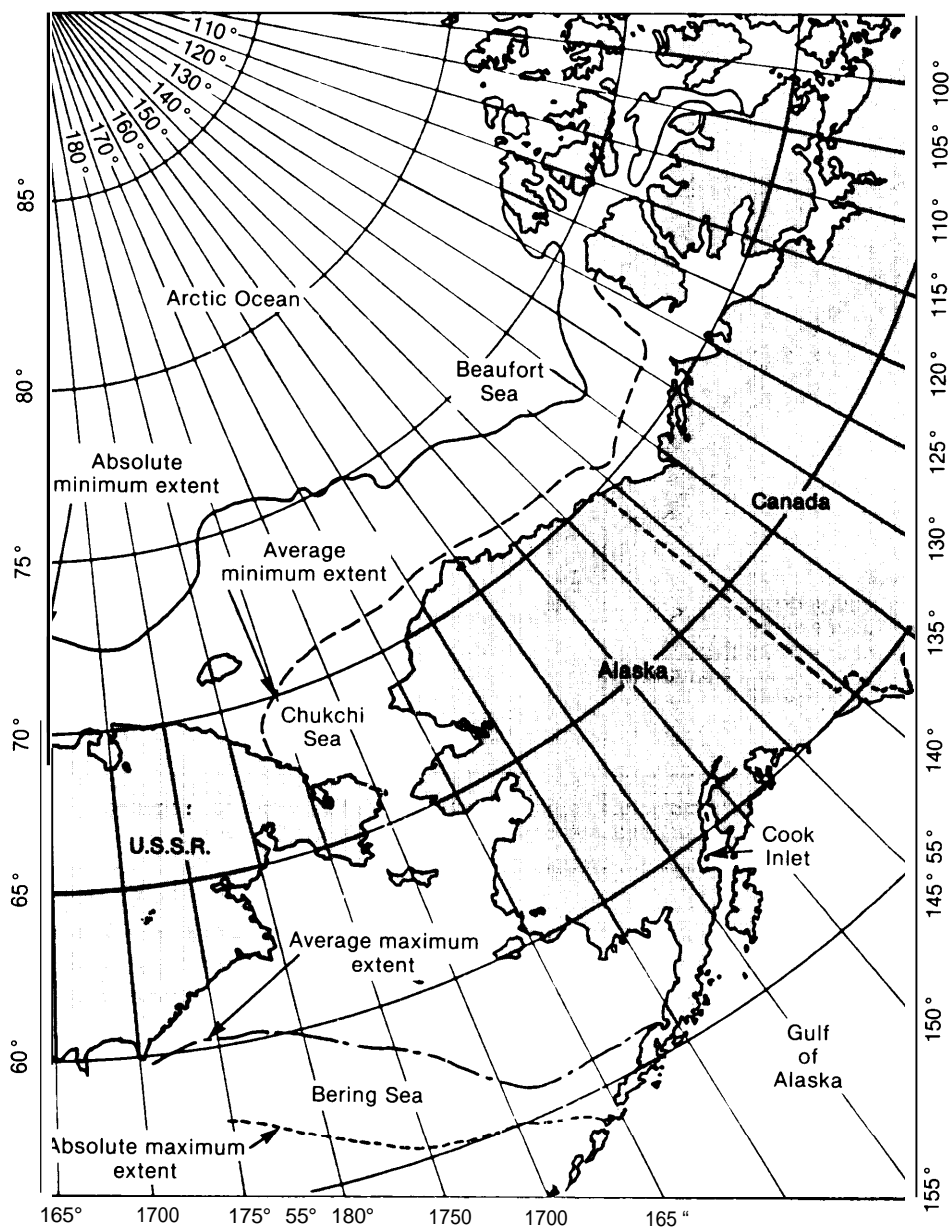 110°
120°
130°
140°
150°
160°
170°
180°
100°
105°
110°
115°
120°
125°
130°
135°
140°
55°
145°
150°
155°
85°
80°
75°
70°
65°
60°
Arctic Ocean
Beaufort
Sea
Absolute
minimum extent
Average
minimum extent
Canada
Alaska
Chukchi
Sea
U.S.S.R.
Cook
Inlet
Average maximum
extent
Gulf
of
Alaska
Bering Sea
Absolute maximum
extent
165° 1700 175° 55° 180° 1750 1700 165 “